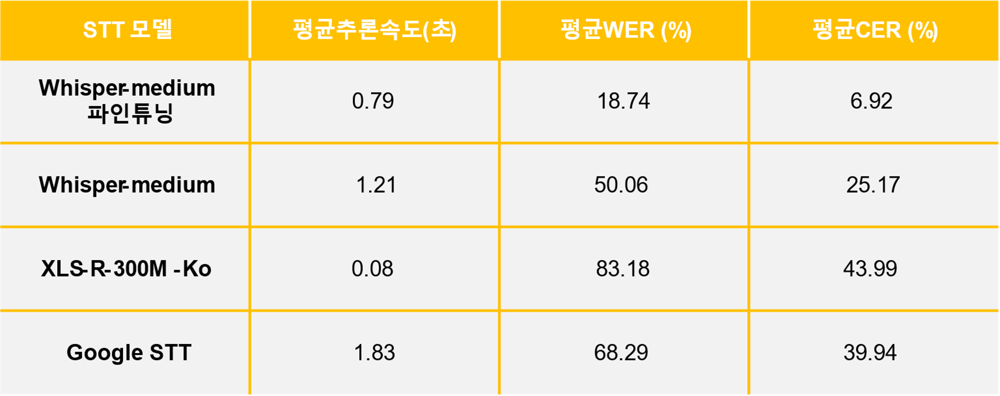 STT 모델 평균추론속도(초) 평균WER (%) 평균CER (%)
Whisper-medium
파인튜닝 0.79 18.74 6.92
Whisper-medium 1.21 50.06 25.17
XLS-R-300M -Ko 0.08 83.18 43.99
Google STT 1.83 68.29 39.94